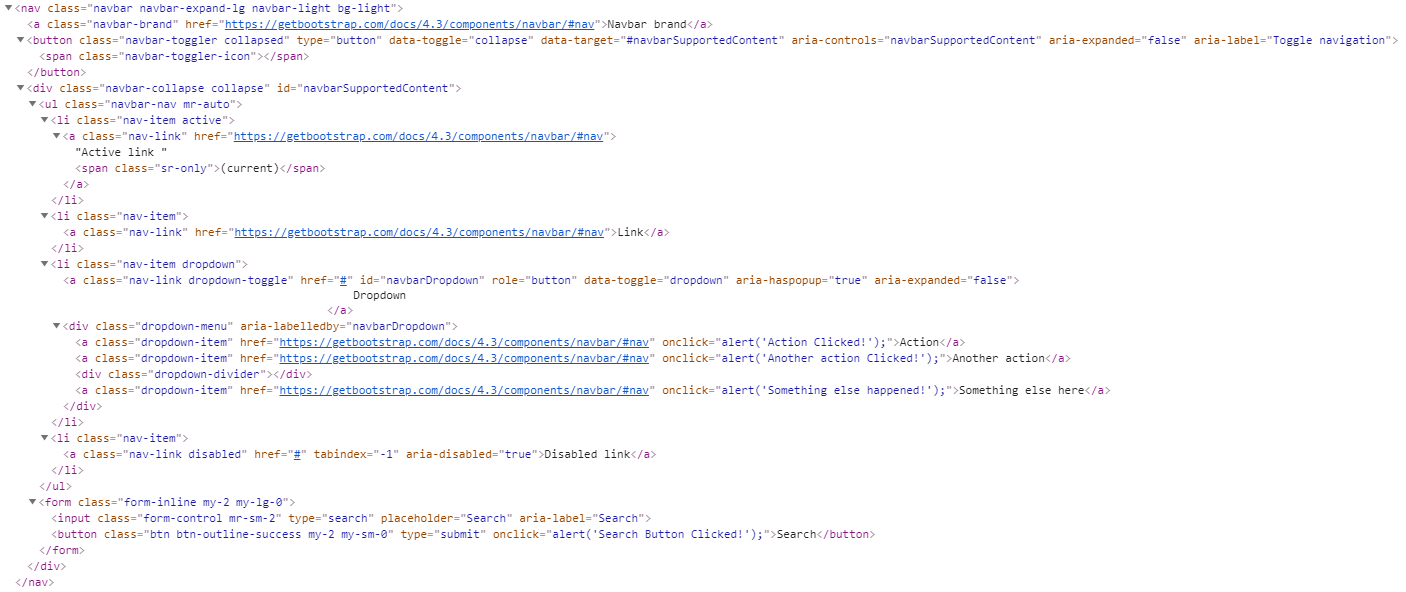 <nav class="navbar navbar-expand-lg navbar-light bg-light">
<a class="navbar-brand" href="https://getbootstrap.com/docs/4.3/components/navbar/#nav">Navbar brand</a>
<button class="navbar-toggler collapsed" type="button" data-toggle="collapse" data-target="#navbarSupportedContent" aria-controls="navbarSupportedContent" aria-expanded="false" aria-label="Toggle navigation">
<span class="navbar-toggler-icon"></span>
</button>
<div class="navbar-collapse collapse" id="navbarSupportedContent">
<ul class="navbar-nav mr-auto">
<li class="nav-item active">
<a class="nav-link" href="https://getbootstrap.com/docs/4.3/components/navbar/#nav">
"Active link "
<span class="sr-only">(current)</span>
</a>
</li>
<li class="nav-item">
<a class="nav-link" href="https://getbootstrap.com/docs/4.3/components/navbar/#nav">Link</a>
</li>
<li class="nav-item dropdown">
<a class="nav-link dropdown-toggle" href="#" id="navbarDropdown" role="button" data-toggle="dropdown" aria-haspopup="true" aria-expanded="false">
Dropdown
</a>
<div class="dropdown-menu" aria-labelledby="navbarDropdown">
<a class="dropdown-item" href="https://getbootstrap.com/docs/4.3/components/navbar/#nav" onclick="alert('Action Clicked!');">Action</a>
<a class="dropdown-item" href="https://getbootstrap.com/docs/4.3/components/navbar/#nav" onclick="alert('Another action Clicked!');">Another action</a>
<div class="dropdown-divider"></div>
<a class="dropdown-item" href="https://getbootstrap.com/docs/4.3/components/navbar/#nav" onclick="alert('Something else happened!');">Something else here</a>
</div>
</li>
<li class="nav-item">
<a class="nav-link disabled" href="#" tabindex="-1" aria-disabled="true">Disabled link</a>
</li>
</ul>
<form class="form-inline my-2 my-lg-0">
<input class="form-control mr-sm-2" type="search" placeholder="Search" aria-label="Search">
<button class="btn btn-outline-success my-2 my-sm-0" type="submit" onclick="alert('Search Button Clicked!');">Search</button>
</form>
</div>
</nav>